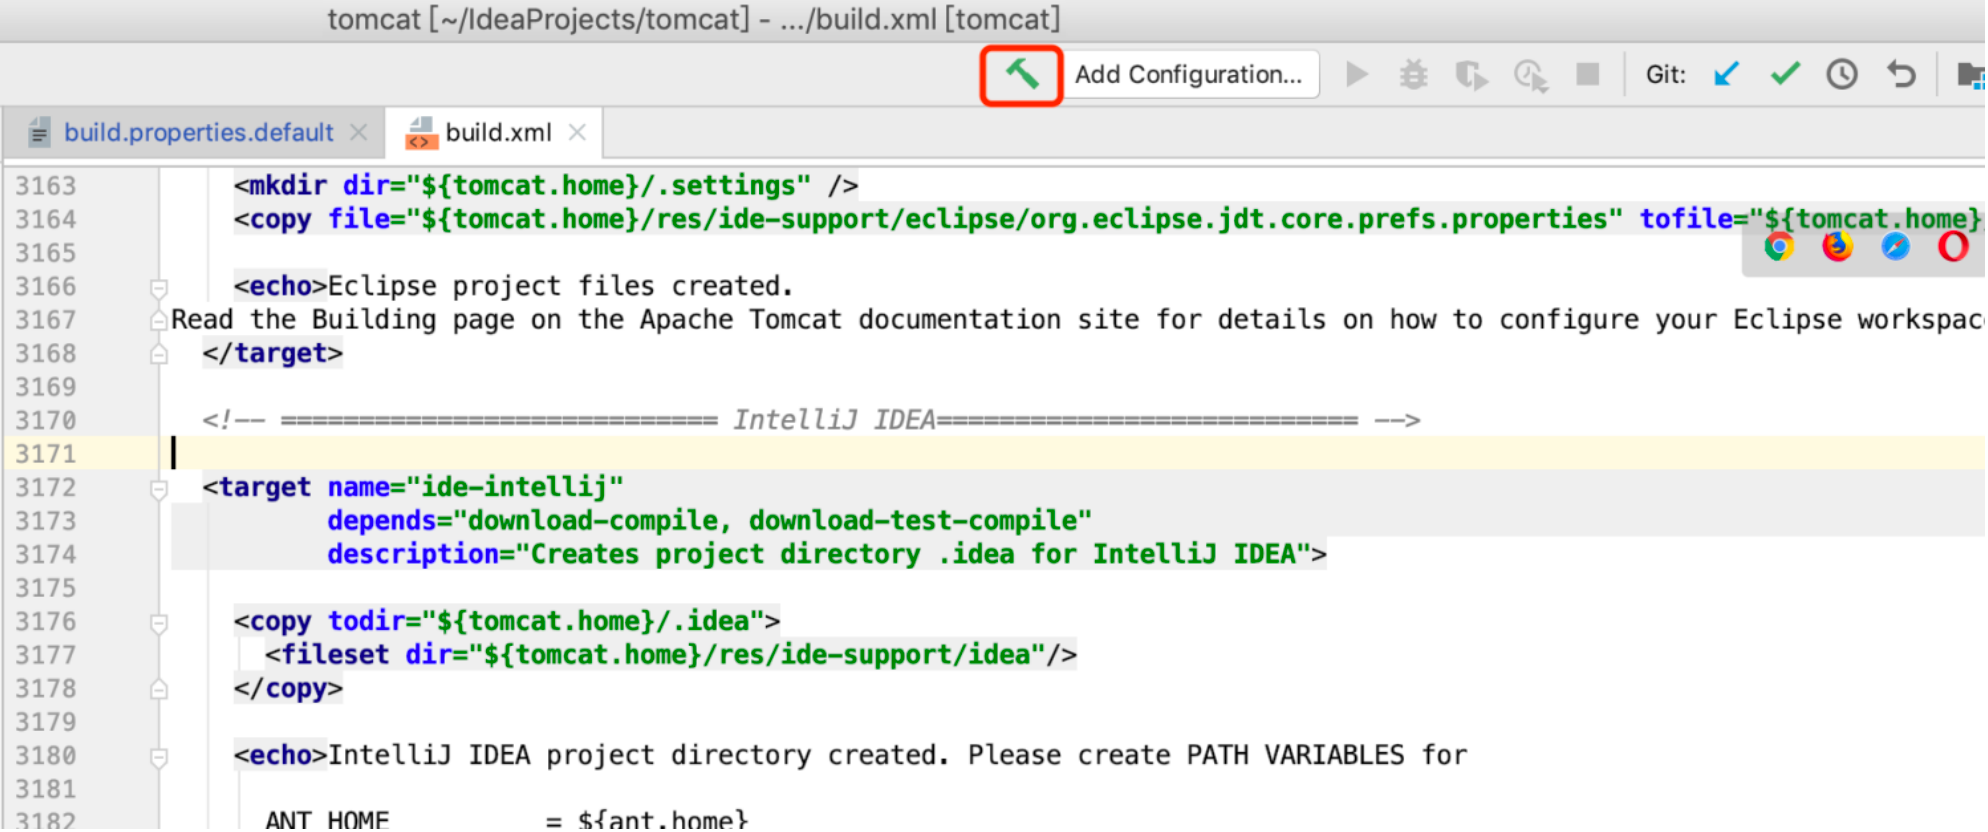 tomcat [~/IdeaProjects/tomcat] - .../build.xml [tomcat]
Add Configuration... Git:
build.properties.default build.xml
3163 <mkdir dir="${tomcat.home}/.settings" />
3164 <copy file="${tomcat.home}/res/ide-support/eclipse/org.eclipse.jdt.core.prefs.properties" tofile="${tomcat.home}
3165
3166 <echo>Eclipse project files created.
3167 Read the Building page on the Apache Tomcat documentation site for details on how to configure your Eclipse workspac
3168 </target>
3169
3170 <!-- ============================ IntelliJ IDEA=========================== -->
3171
3172 <target name="ide-intellij"
3173 depends="download-compile, download-test-compile"
3174 description="Creates project directory .idea for IntelliJ IDEA">
3175
3176 <copy todir="${tomcat.home}/.idea">
3177 <fileset dir="${tomcat.home}/res/ide-support/idea"/>
3178 </copy>
3179
3180 <echo>IntelliJ IDEA project directory created. Please create PATH VARIABLES for
3181
3182 ANT_HOME = ${ant.home}